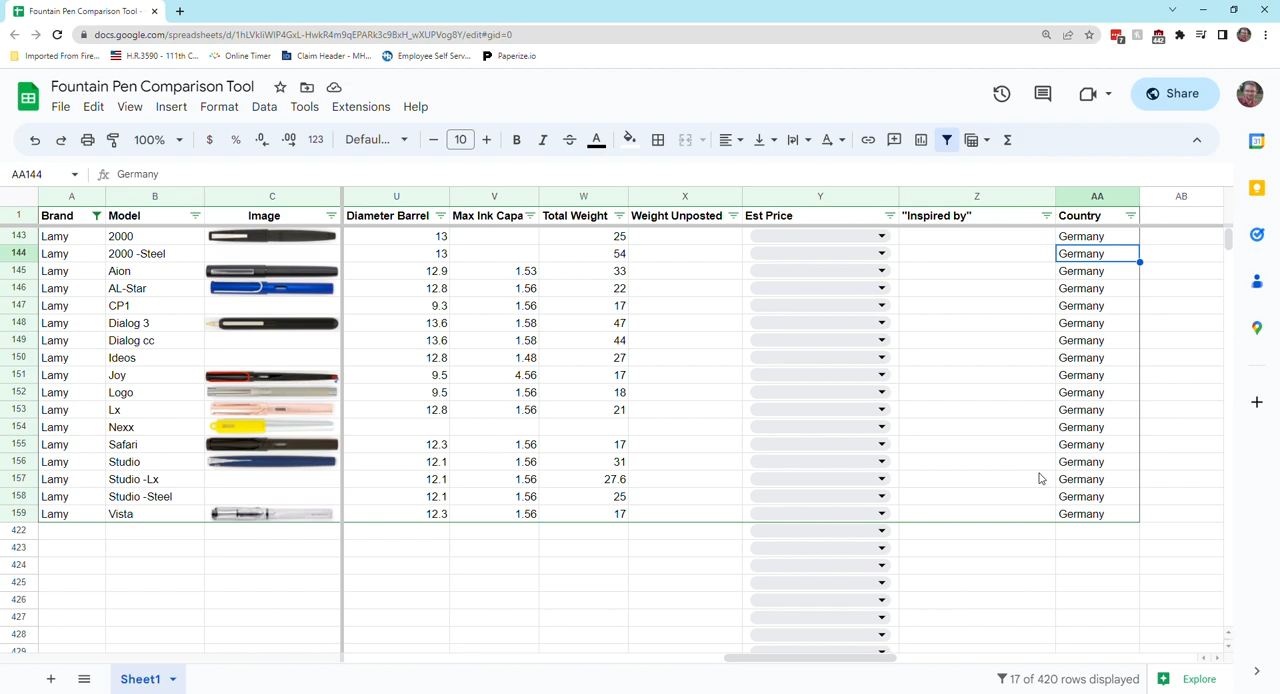 Fountain Pen Comparison Tool -
docs.google.com/spreadsheets/d/1hLVkIiWIP4GxL-HwkR4m9qEPARk3c98xH_wXUPVog8Y/edit#gid=0
Imported From Fire... H.R.3590 - 111th C... Online Timer Claim Header - MH... Employee Self Serv... Paperize.io
Fountain Pen Comparison Tool
File Edit View Insert Format Data Tools Extensions Help
Share
100% $ % .0 .00 123 Defaul... 10 B I A
AA144 fx Germany
A B C U V W X Y Z AA AB
1 Brand Model Image Diameter Barrel Max Ink Capa Total Weight Weight Unposted Est Price "Inspired by" Country
143 Lamy 2000 13 25 Germany
144 Lamy 2000 -Steel 13 54 Germany
145 Lamy Aion 12.9 1.53 33 Germany
146 Lamy AL-Star 12.8 1.56 22 Germany
147 Lamy CP1 9.3 1.56 17 Germany
148 Lamy Dialog 3 13.6 1.58 47 Germany
149 Lamy Dialog cc 13.6 1.58 44 Germany
150 Lamy Ideos 12.8 1.48 27 Germany
151 Lamy Joy 9.5 4.56 17 Germany
152 Lamy Logo 9.5 1.56 18 Germany
153 Lamy Lx 12.8 1.56 21 Germany
154 Lamy Nexx Germany
155 Lamy Safari 12.3 1.56 17 Germany
156 Lamy Studio 12.1 1.56 31 Germany
157 Lamy Studio -Lx 12.1 1.56 27.6 Germany
158 Lamy Studio -Steel 12.1 1.56 25 Germany
159 Lamy Vista 12.3 1.56 17 Germany
422
423
424
425
426
427
428
429
Sheet1 17 of 420 rows displayed Explore